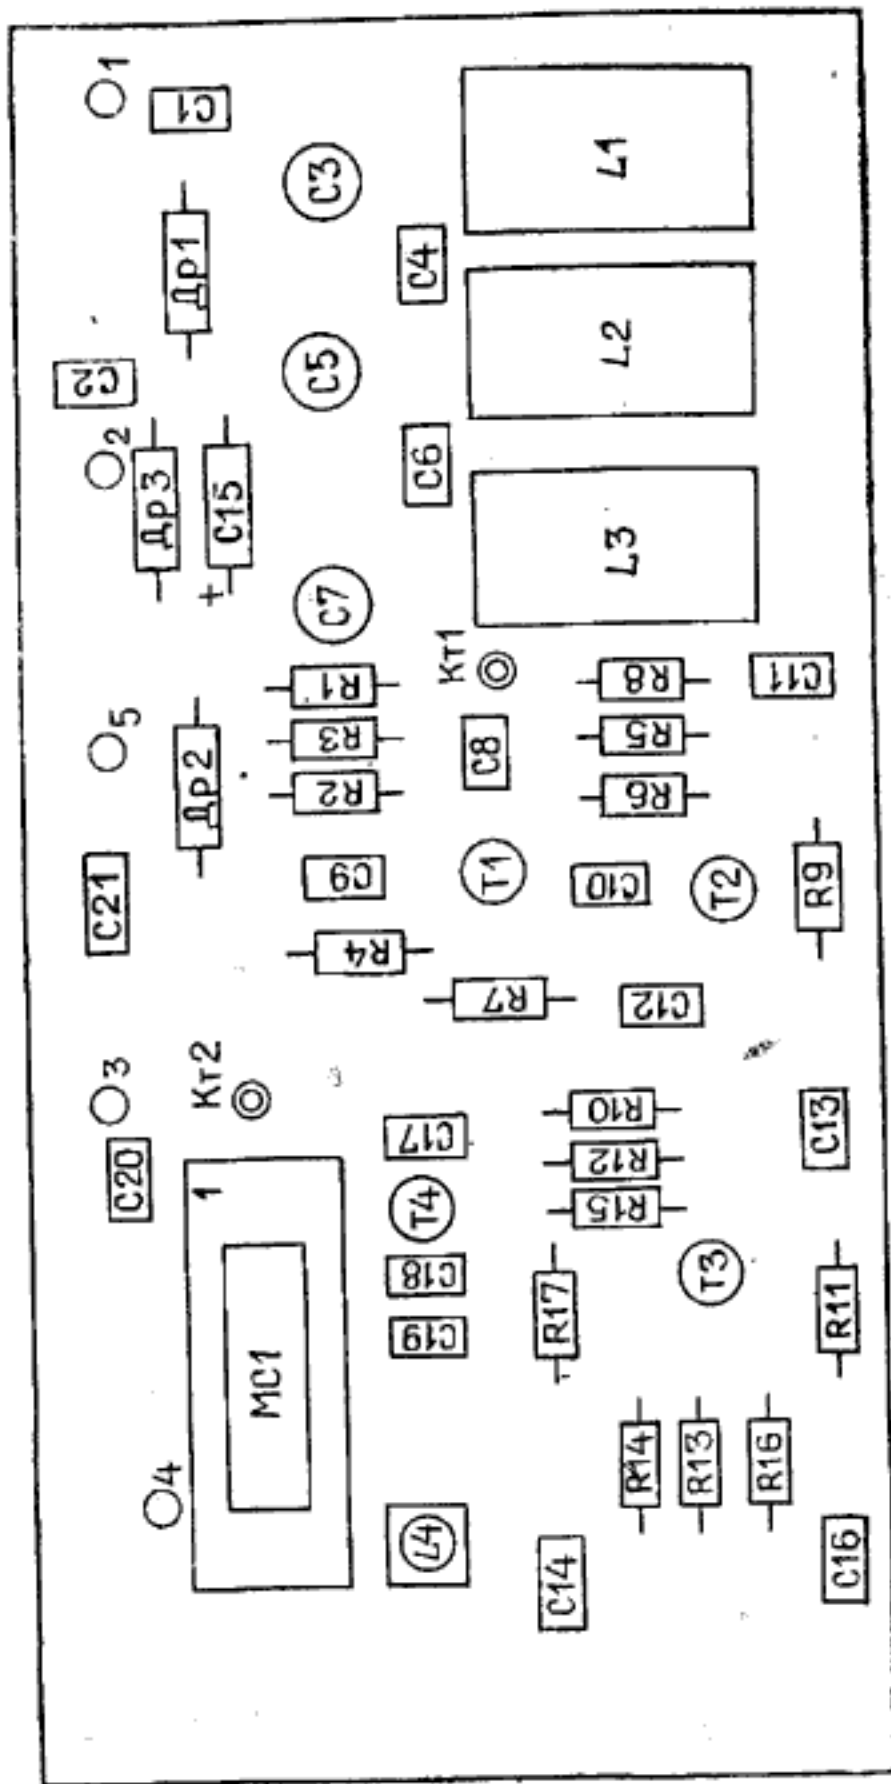 1
C1
C3
L1
Др1
C4
L2
C2
C5
2
C6
Др3
C15
+
L3
C7
Кт1
R1
R8
C11
5
R3
R5
Др2
C8
R2
R6
C21
C9
T1
C10
T2
R9
R4
R7
C12
3
Кт2
R10
C13
C17
C20
1
R12
T4
R15
C18
T3
R17
R11
C19
MC1
4
R14
R13
R16
L4
C14
C16